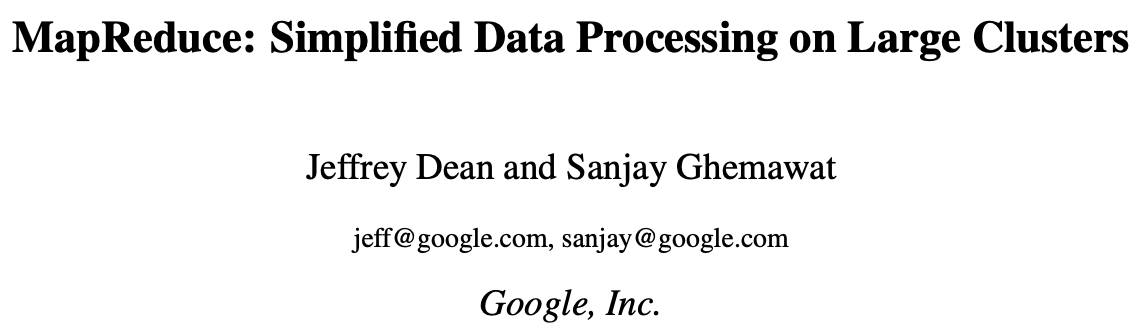 MapReduce: Simplified Data Processing on Large Clusters
Jeffrey Dean and Sanjay Ghemawat
jeff@google.com, sanjay@google.com
Google, Inc.